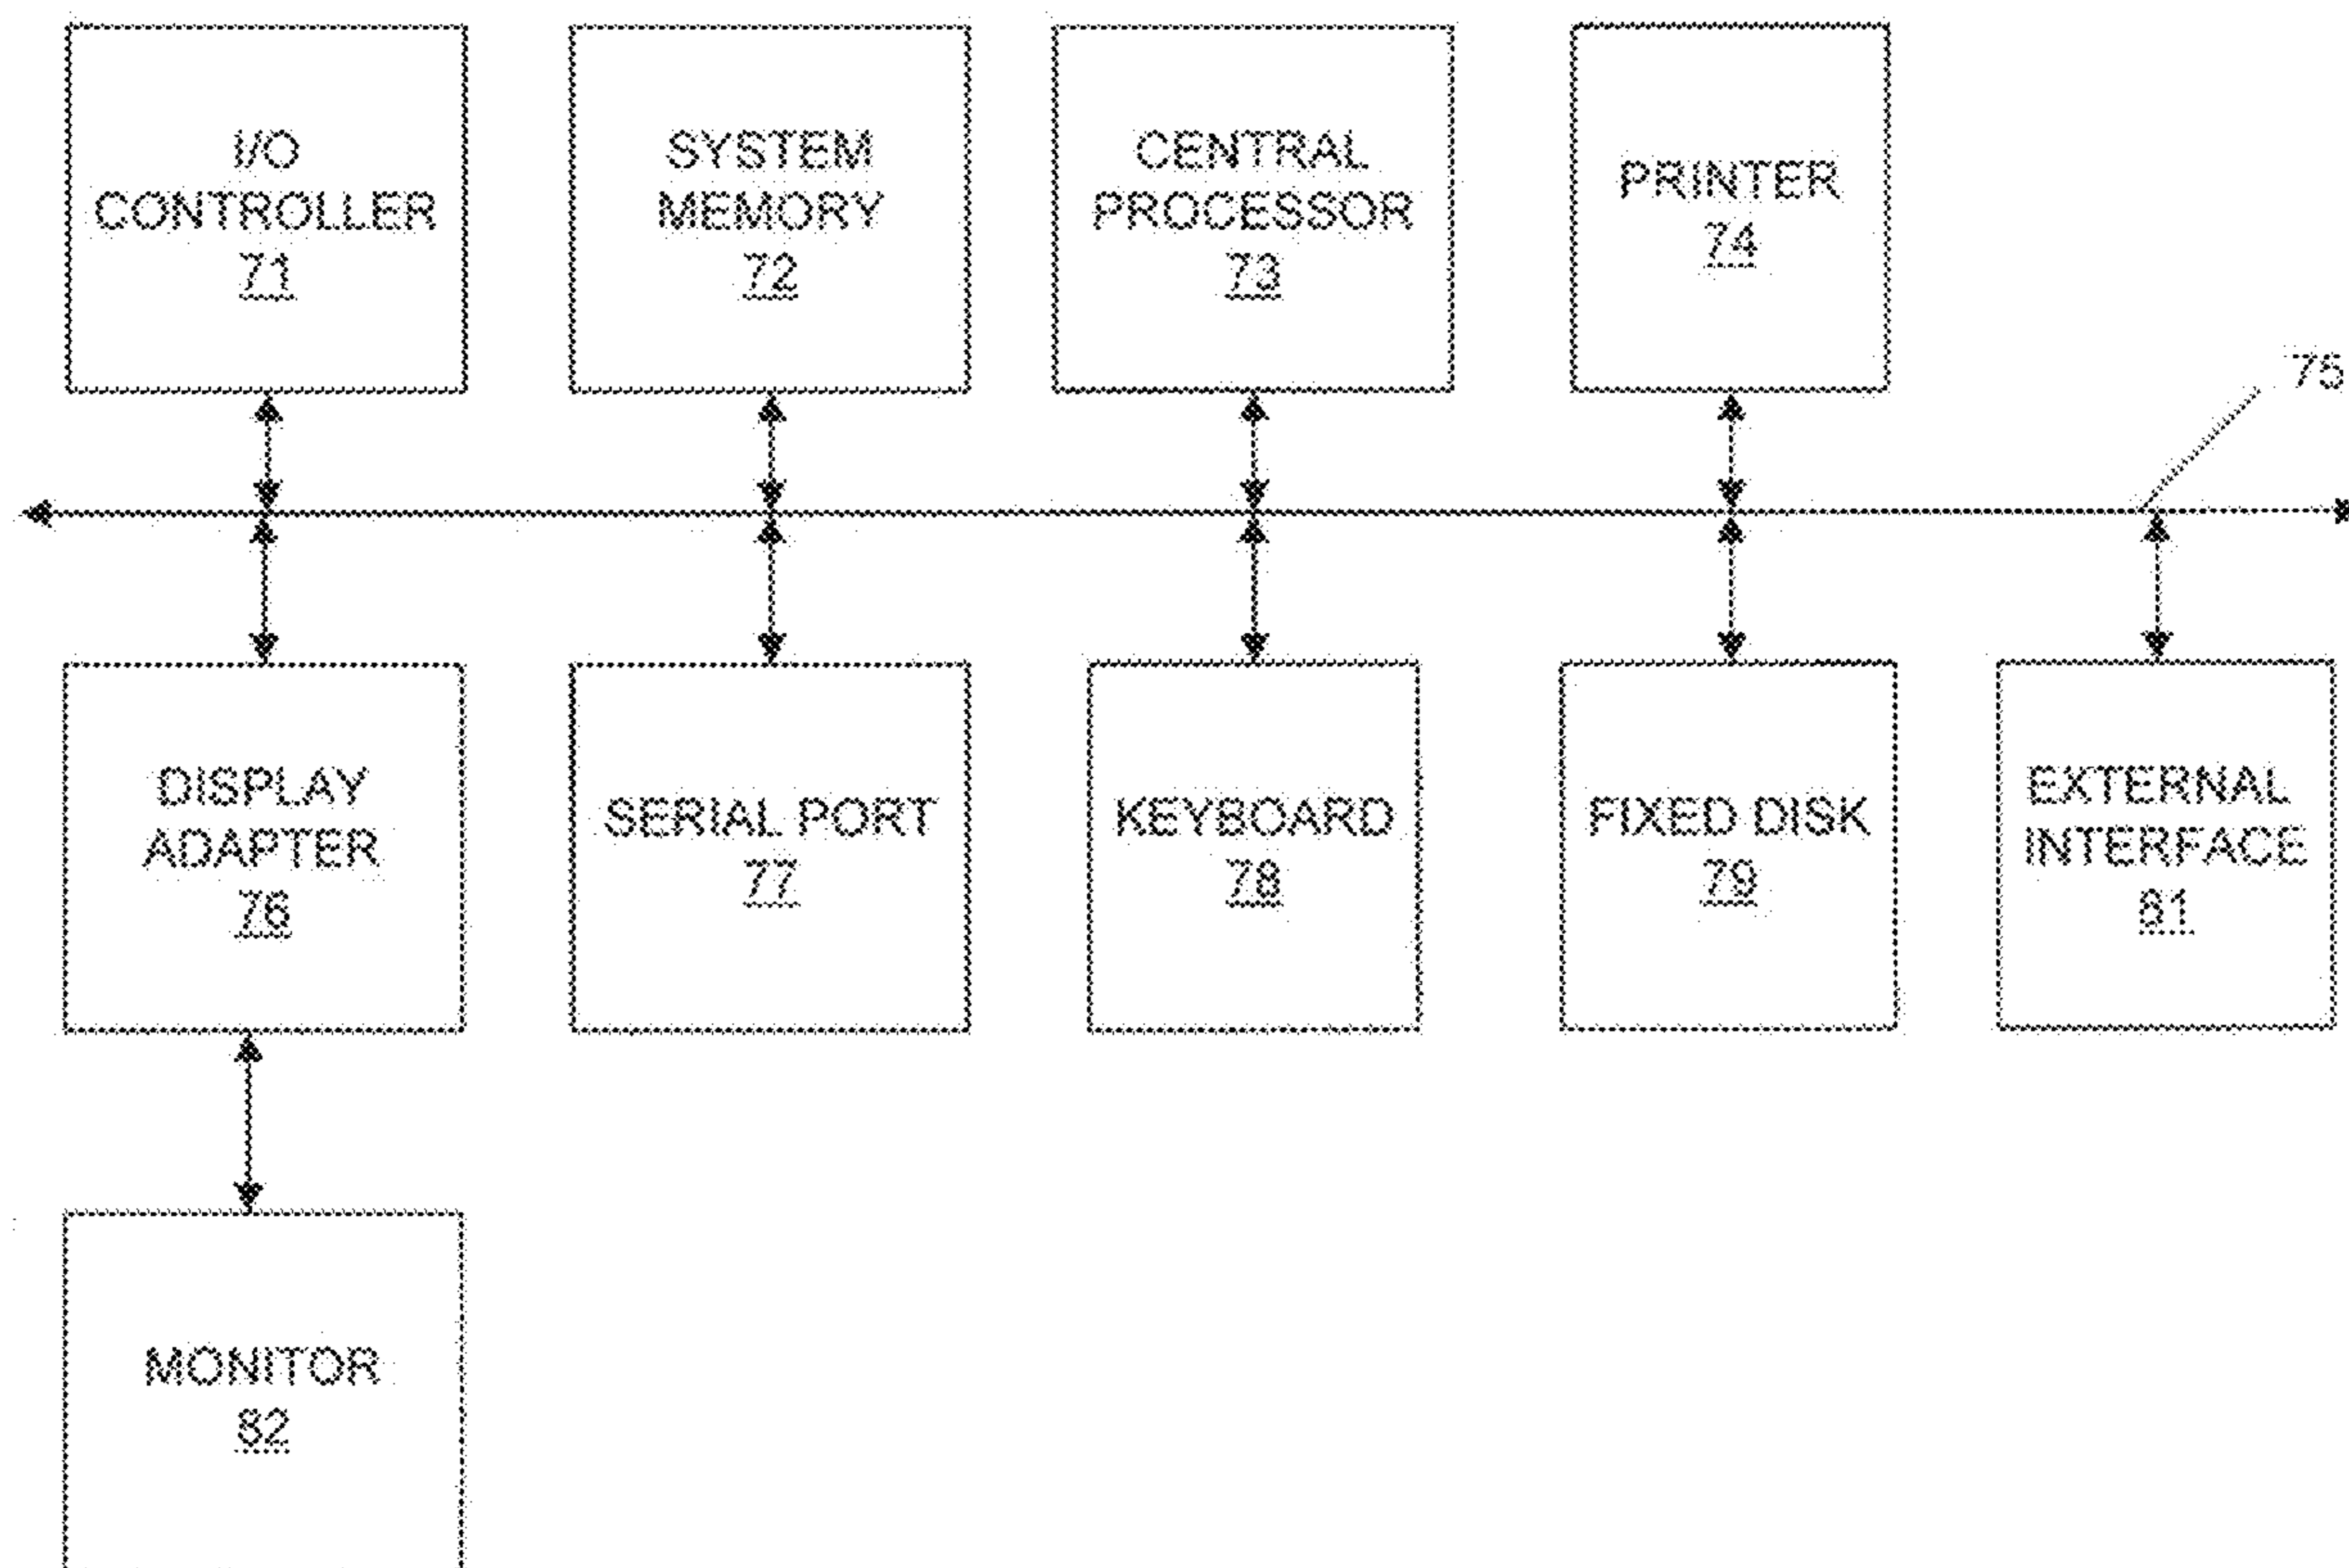 I/O
CONTROLLER
71
SYSTEM
MEMORY
72
CENTRAL
PROCESSOR
73
PRINTER
74
75
DISPLAY
ADAPTER
76
SERIAL PORT
77
KEYBOARD
78
FIXED DISK
79
EXTERNAL
INTERFACE
81
MONITOR
82